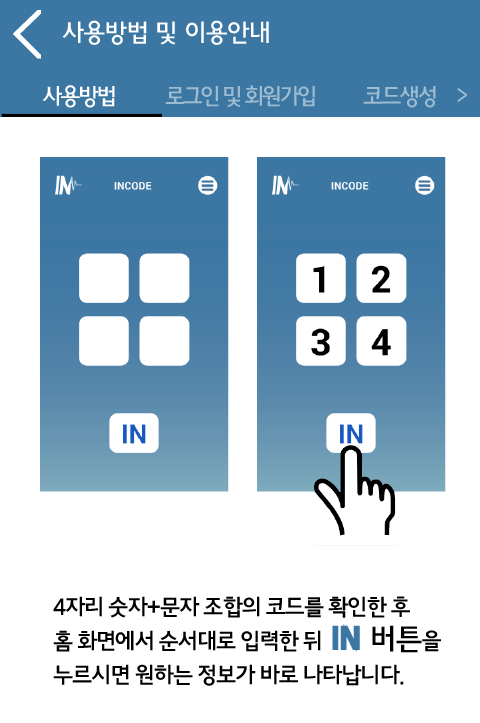 사용방법 및 이용안내
사용방법 로그인 및 회원가입 코드생성 >
IN INCODE
IN INCODE
1 2
3 4
IN
IN
4자리 숫자+문자 조합의 코드를 확인한 후
홈 화면에서 순서대로 입력한 뒤 IN 버튼을
누르시면 원하는 정보가 바로 나타납니다.